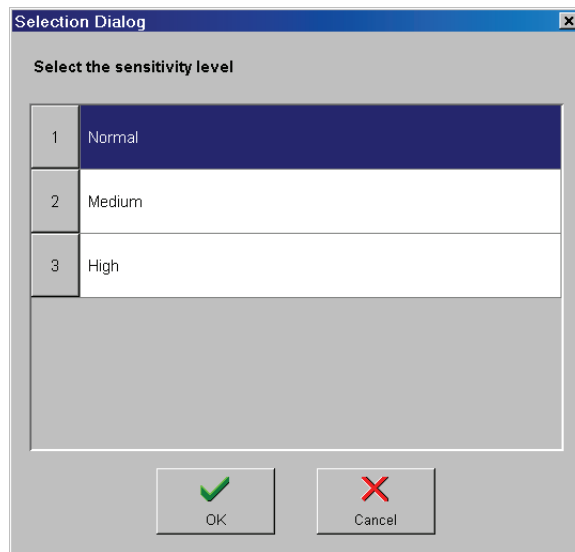 Selection Dialog
Select the sensitivity level
1 Normal
2 Medium
3 High
OK Cancel